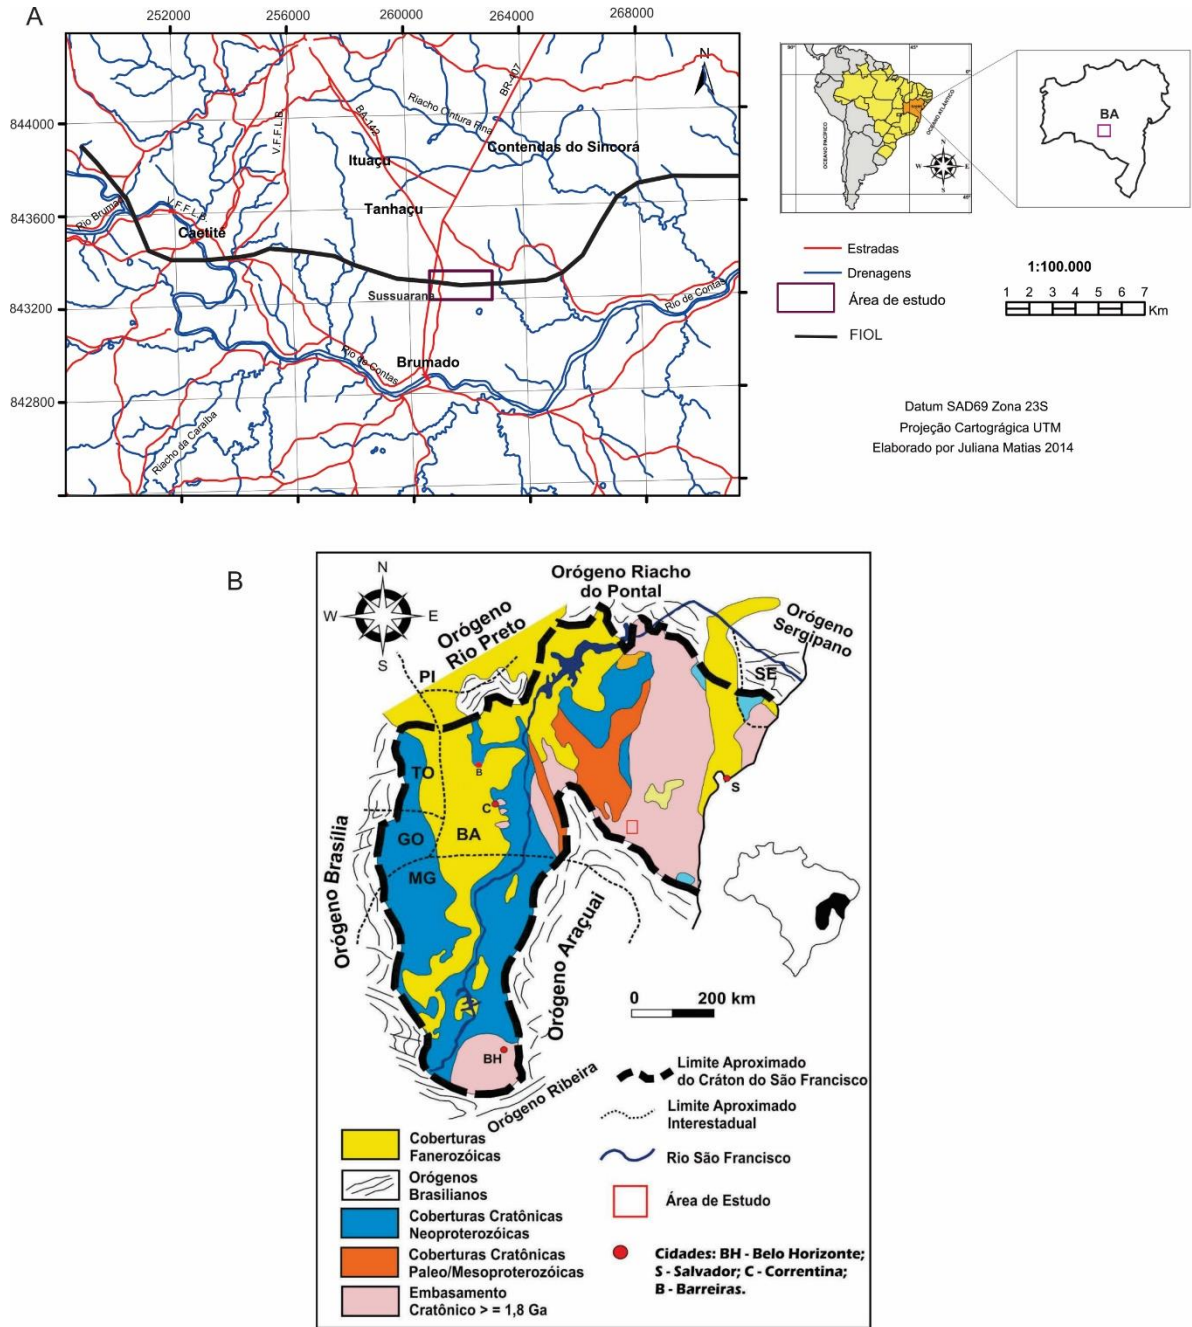 A
252000
256000
260000
264000
268000
844000
843600
843200
842800
N
BR-407
BA-142
V.F.F.L.B.
Riacho Cintura Fina
Contendas do Sincorá
Ituaçu
Tanhaçu
Rio Brumado
V.F.F.L.B.
Caetité
Sussuarana
Rio de Contas
Rio de Contas
Brumado
Riacho da Caraíba
OCEANO PACÍFICO
OCEANO ATLÂNTICO
N
W
E
S
BA
Estradas
Drenagens
Área de estudo
FIOL
1:100.000
1 2 3 4 5 6 7
Km
Datum SAD69 Zona 23S
Projeção Cartográgica UTM
Elaborado por Juliana Matias 2014
B
N
W
E
S
Orógeno Riacho
do Pontal
Orógeno
Rio Preto
Orógeno
Sergipano
PI
SE
TO
B
S
C
GO
BA
MG
Orógeno Brasília
Orógeno Araçuai
BH
Orógeno Ribeira
0 200 km
Limite Aproximado
do Cráton do São Francisco
Limite Aproximado
Interestadual
Rio São Francisco
Área de Estudo
Cidades: BH - Belo Horizonte;
S - Salvador; C - Correntina;
B - Barreiras.
Coberturas
Fanerozóicas
Orógenos
Brasilianos
Coberturas Cratônicas
Neoproterozóicas
Coberturas Cratônicas
Paleo/Mesoproterozóicas
Embasamento
Cratônico > = 1,8 Ga